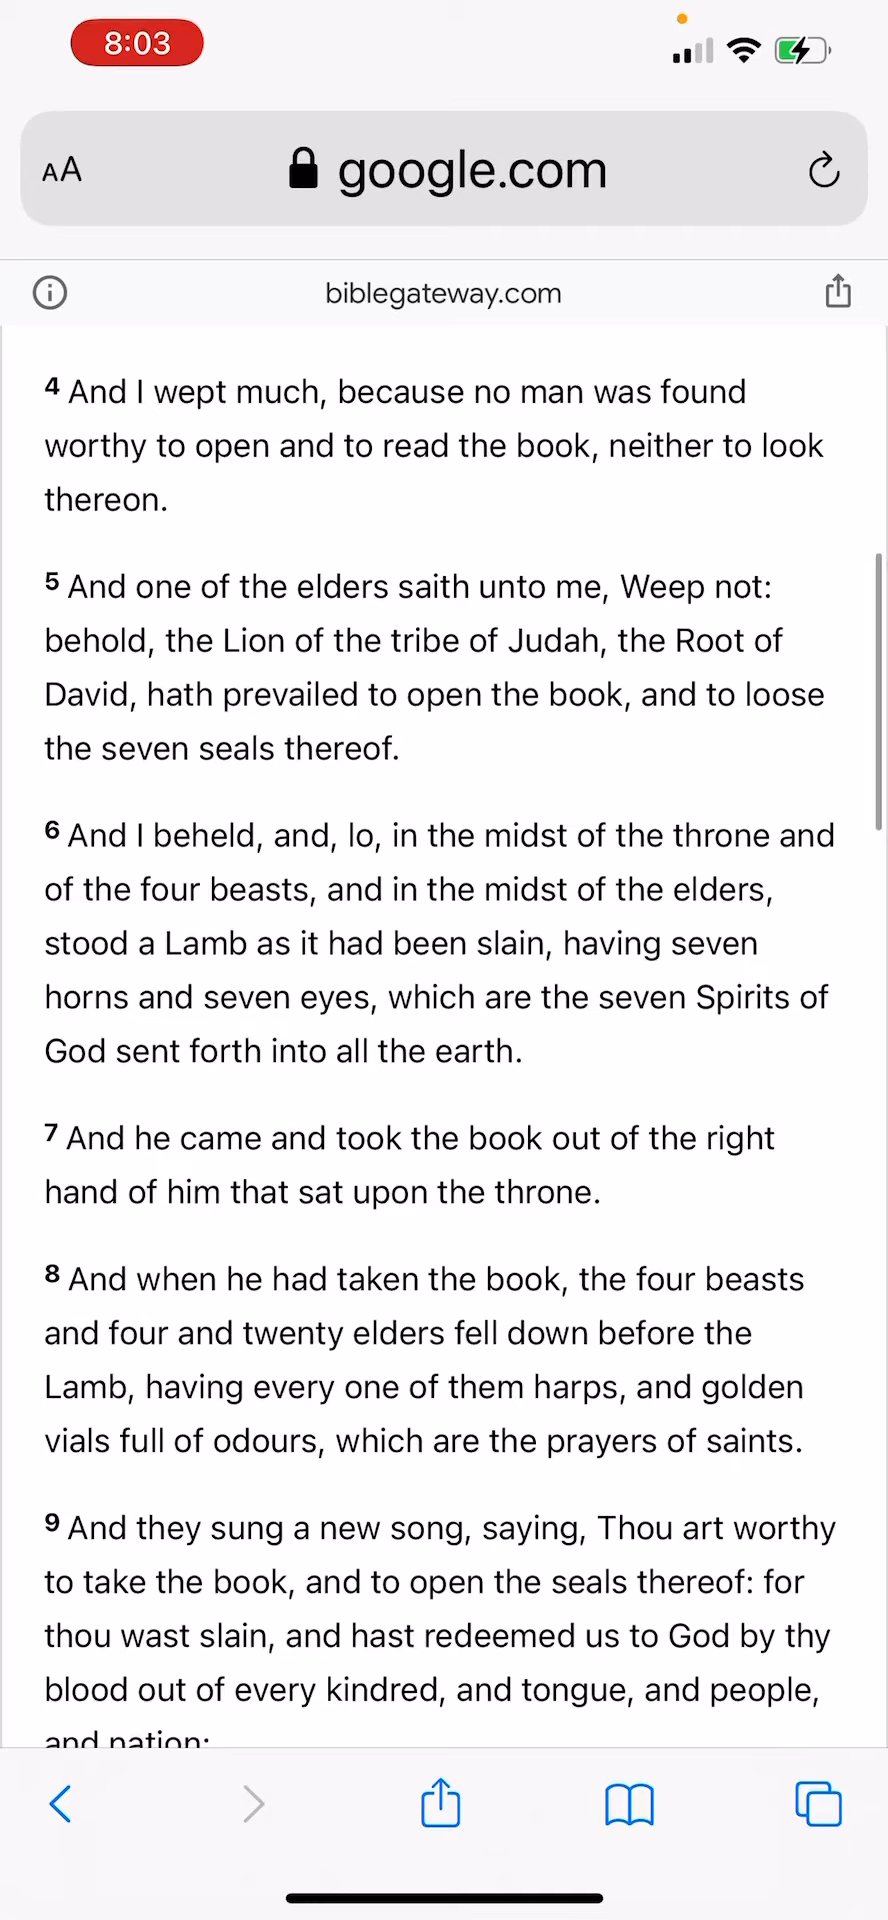 8:03
AA google.com
biblegateway.com
4 And I wept much, because no man was found
worthy to open and to read the book, neither to look
thereon.
5 And one of the elders saith unto me, Weep not:
behold, the Lion of the tribe of Judah, the Root of
David, hath prevailed to open the book, and to loose
the seven seals thereof.
6 And I beheld, and, lo, in the midst of the throne and
of the four beasts, and in the midst of the elders,
stood a Lamb as it had been slain, having seven
horns and seven eyes, which are the seven Spirits of
God sent forth into all the earth.
7 And he came and took the book out of the right
hand of him that sat upon the throne.
8 And when he had taken the book, the four beasts
and four and twenty elders fell down before the
Lamb, having every one of them harps, and golden
vials full of odours, which are the prayers of saints.
9 And they sung a new song, saying, Thou art worthy
to take the book, and to open the seals thereof: for
thou wast slain, and hast redeemed us to God by thy
blood out of every kindred, and tongue, and people,
and nation: